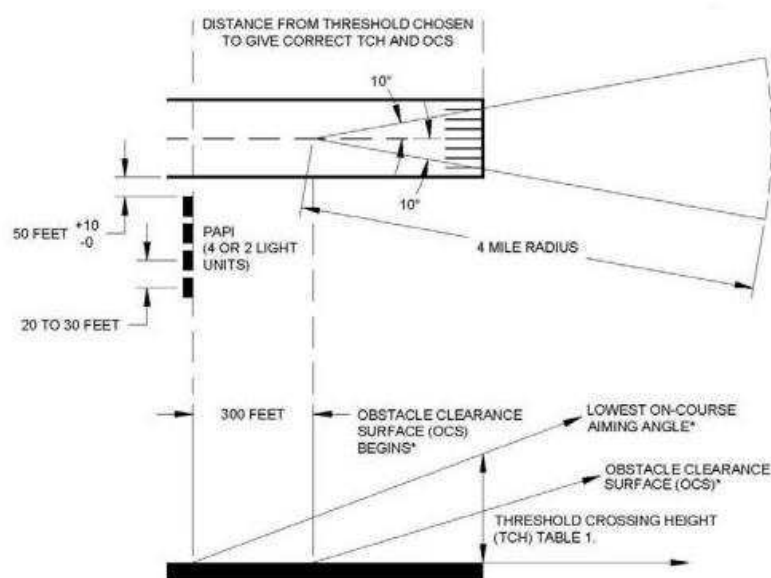 DISTANCE FROM THRESHOLD CHOSEN
TO GIVE CORRECT TCH AND OCS
10°
10°
50 FEET +10
-0
PAPI
(4 OR 2 LIGHT
UNITS)
4 MILE RADIUS
20 TO 30 FEET
300 FEET
OBSTACLE CLEARANCE
SURFACE (OCS)
BEGINS*
LOWEST ON-COURSE
AIMING ANGLE*
OBSTACLE CLEARANCE
SURFACE (OCS)*
THRESHOLD CROSSING HEIGHT
(TCH) TABLE 1.